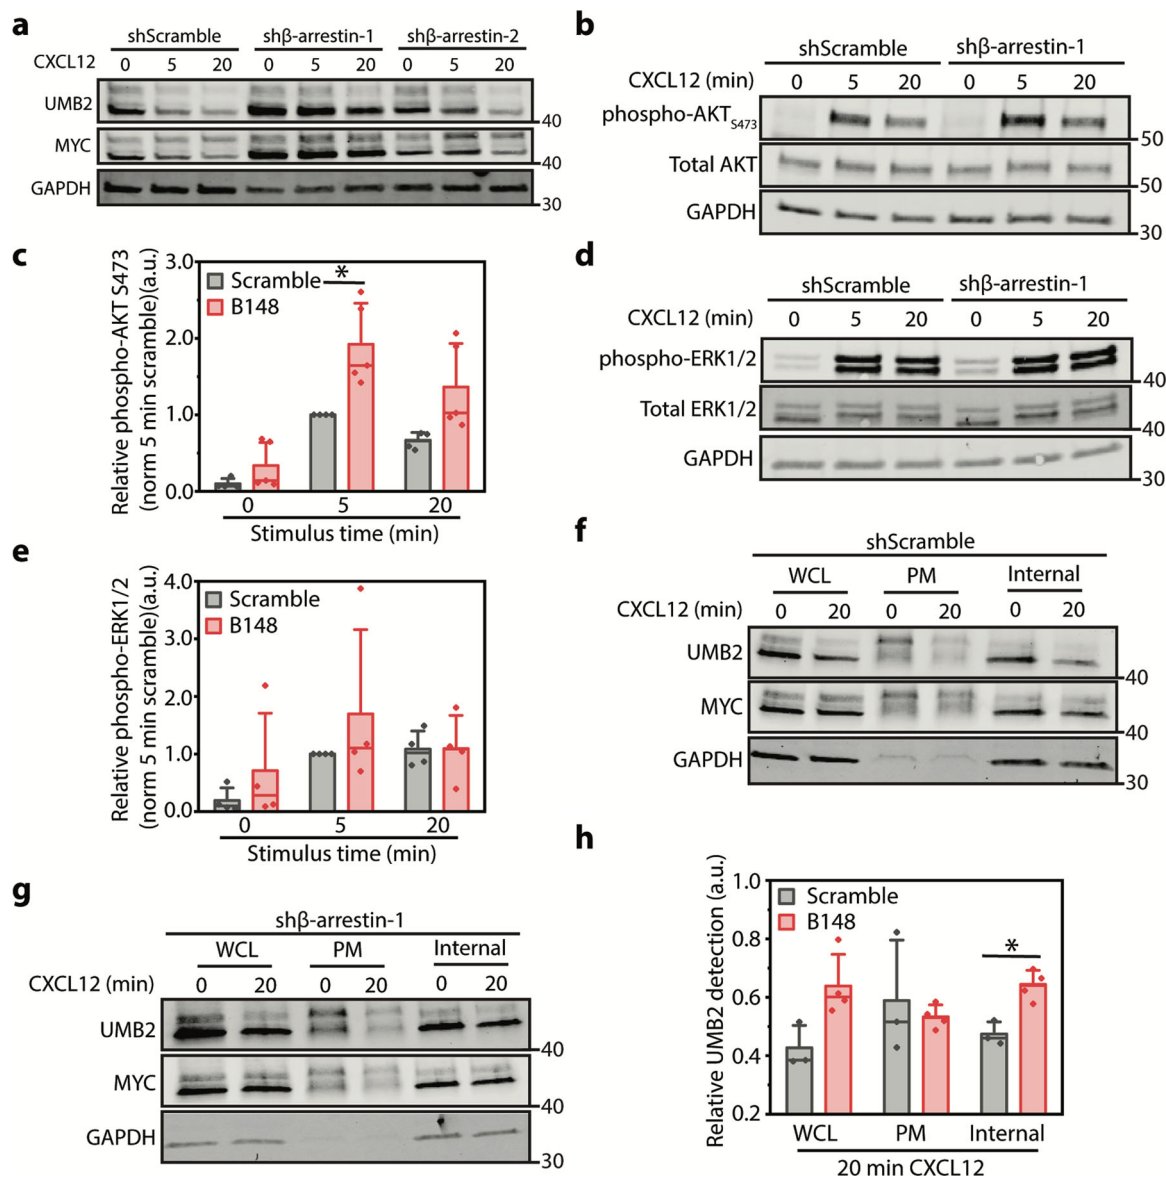 a
shScramble shβ-arrestin-1 shβ-arrestin-2
CXCL12 0 5 20 0 5 20 0 5 20
UMB2
40
MYC
40
GAPDH
30
b
shScramble shβ-arrestin-1
CXCL12 (min) 0 5 20 0 5 20
phospho-AKT S473
50
Total AKT
50
GAPDH
30
c
Relative phospho-AKT S473
(norm 5 min scramble)(a.u.)
3.0
2.0
1.0
0.0
Scramble
B148
*
0 5 20
Stimulus time (min)
d
shScramble shβ-arrestin-1
CXCL12 (min) 0 5 20 0 5 20
phospho-ERK1/2
40
Total ERK1/2
40
GAPDH
30
e
Relative phospho-ERK1/2
(norm 5 min scramble)(a.u.)
4.0
3.0
2.0
1.0
0.0
Scramble
B148
0 5 20
Stimulus time (min)
f
shScramble
WCL PM Internal
CXCL12 (min) 0 20 0 20 0 20
UMB2
40
MYC
40
GAPDH
30
g
shβ-arrestin-1
WCL PM Internal
CXCL12 (min) 0 20 0 20 0 20
UMB2
40
MYC
40
GAPDH
30
h
Relative UMB2 detection (a.u.)
1.0
0.8
0.6
0.4
0.2
Scramble
B148
*
WCL PM Internal
20 min CXCL12